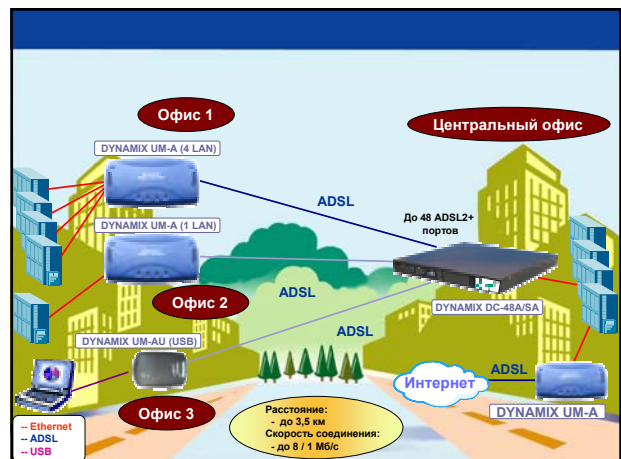 Офис 1
Центральный офис
DYNAMIX UM-A (4 LAN)
ADSL
До 48 ADSL2+
портов
DYNAMIX UM-A (1 LAN)
ADSL
Офис 2
DYNAMIX DC-48A/SA
ADSL
DYNAMIX UM-AU (USB)
ADSL
Интернет
Офис 3
DYNAMIX UM-A
Расстояние:
- до 3,5 км
Скорость соединения:
- до 8 / 1 Мб/с
-- Ethernet
-- ADSL
-- USB